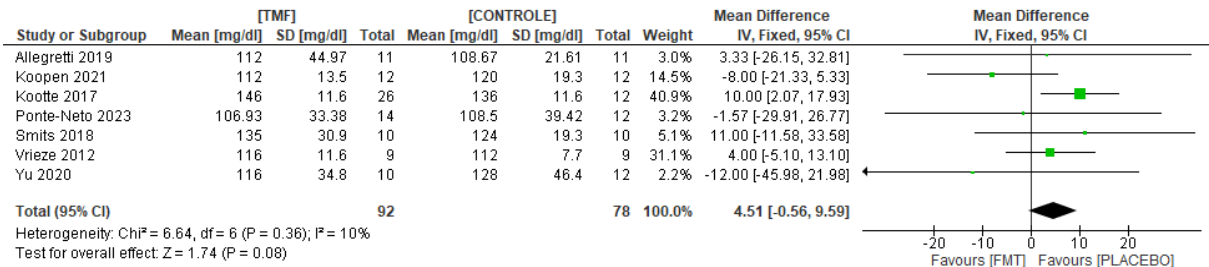 [TMF] [CONTROLE] Mean Difference Mean Difference
Study or Subgroup Mean [mg/dl] SD [mg/dl] Total Mean [mg/dl] SD [mg/dl] Total Weight IV, Fixed, 95% CI IV, Fixed, 95% CI
Allegretti 2019 112 44.97 11 108.67 21.61 11 3.0% 3.33 [-26.15, 32.81]
Koopen 2021 112 13.5 12 120 19.3 12 14.5% -8.00 [-21.33, 5.33]
Kootte 2017 146 11.6 26 136 11.6 12 40.9% 10.00 [2.07, 17.93]
Ponte-Neto 2023 106.93 33.38 14 108.5 39.42 12 3.2% -1.57 [-29.91, 26.77]
Smits 2018 135 30.9 10 124 19.3 10 5.1% 11.00 [-11.58, 33.58]
Vrieze 2012 116 11.6 9 112 7.7 9 31.1% 4.00 [-5.10, 13.10]
Yu 2020 116 34.8 10 128 46.4 12 2.2% -12.00 [-45.98, 21.98]
Total (95% CI) 92 78 100.0% 4.51 [-0.56, 9.59]
Heterogeneity: Chi² = 6.64, df = 6 (P = 0.36); I² = 10%
Test for overall effect: Z = 1.74 (P = 0.08)
-20 -10 0 10 20
Favours [FMT] Favours [PLACEBO]